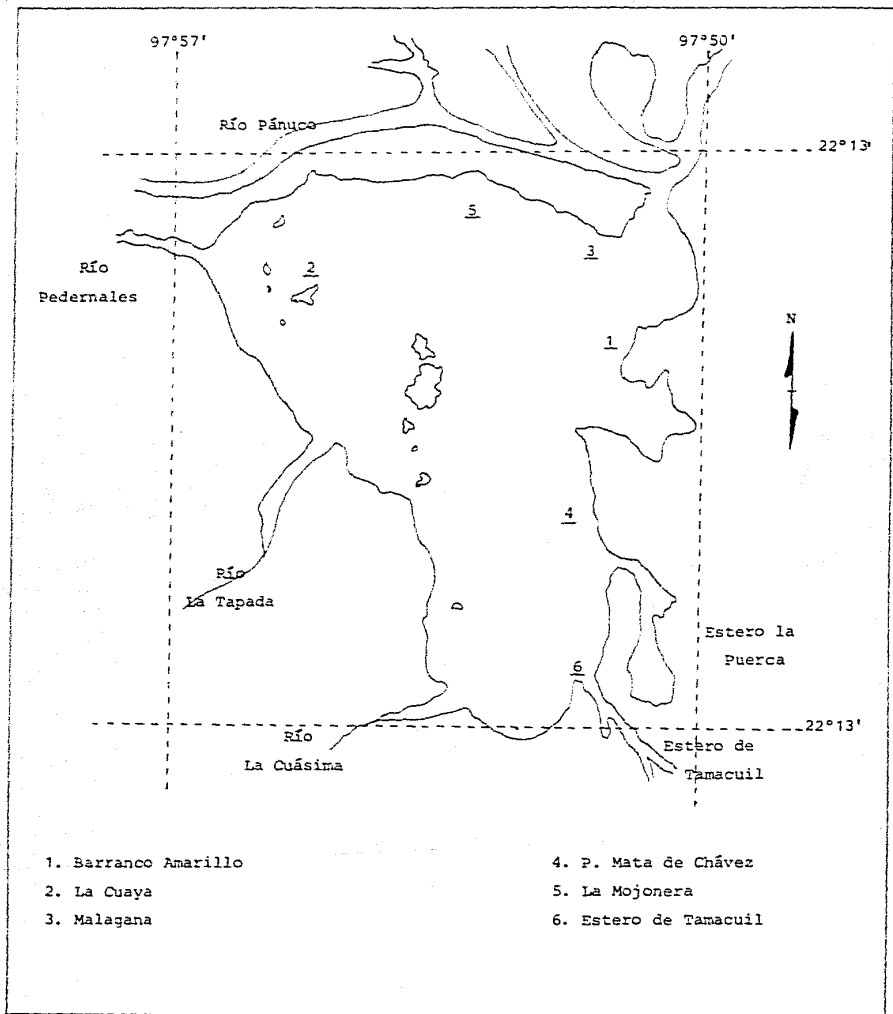 97°57'
97°50'
Río Pánuco
22°13'
5
3
2
Río
Pedernales
N
1
4
Río
La Tapada
Estero la
Puerca
6
22°13'
Río
La Cuásima
Estero de
Tamacuil
1. Barranco Amarillo
2. La Cuaya
3. Malagana
4. P. Mata de Chávez
5. La Mojonera
6. Estero de Tamacuil